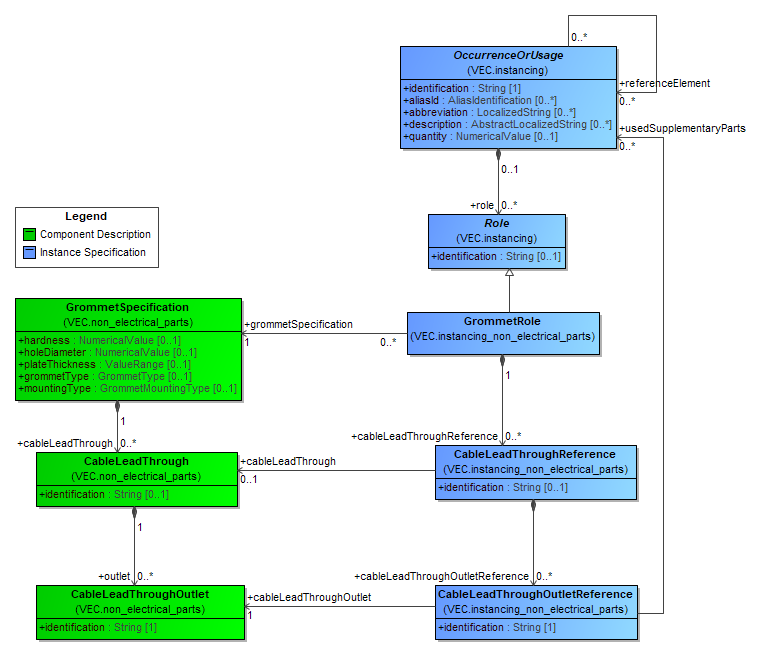 0..*
OccurrenceOrUsage
(VEC.instancing)
+identification : String [1]
+aliasId : AliasIdentification [0..*]
+abbreviation : LocalizedString [0..*]
+description : AbstractLocalizedString [0..*]
+quantity : NumericalValue [0..1]
+referenceElement
0..*
+usedSupplementaryParts
0..*
0..1
+role 0..*
Legend
Component Description
Instance Specification
Role
(VEC.instancing)
+identification : String [0..1]
GrommetSpecification
(VEC.non_electrical_parts)
+hardness : NumericalValue [0..1]
+holeDiameter : NumericalValue [0..1]
+plateThickness : ValueRange [0..1]
+grommetType : GrommetType [0..1]
+mountingType : GrommetMountingType [0..1]
+grommetSpecification
1
0..*
GrommetRole
(VEC.instancing_non_electrical_parts)
1
1
+cableLeadThrough 0..*
+cableLeadThroughReference 0..*
CableLeadThrough
(VEC.non_electrical_parts)
+identification : String [0..1]
+cableLeadThrough
0..1
CableLeadThroughReference
(VEC.instancing_non_electrical_parts)
+identification : String [0..1]
1
+outlet 0..*
+cableLeadThroughOutletReference 0..*
CableLeadThroughOutlet
(VEC.non_electrical_parts)
+identification : String [1]
+cableLeadThroughOutlet
1
CableLeadThroughOutletReference
(VEC.instancing_non_electrical_parts)
+identification : String [1]